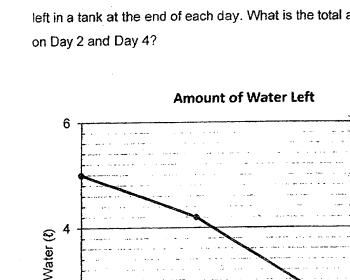 left in a tank at the end of each day. What is the total
on Day 2 and Day 4?
Amount of Water Left
6
4
Water (ℓ)